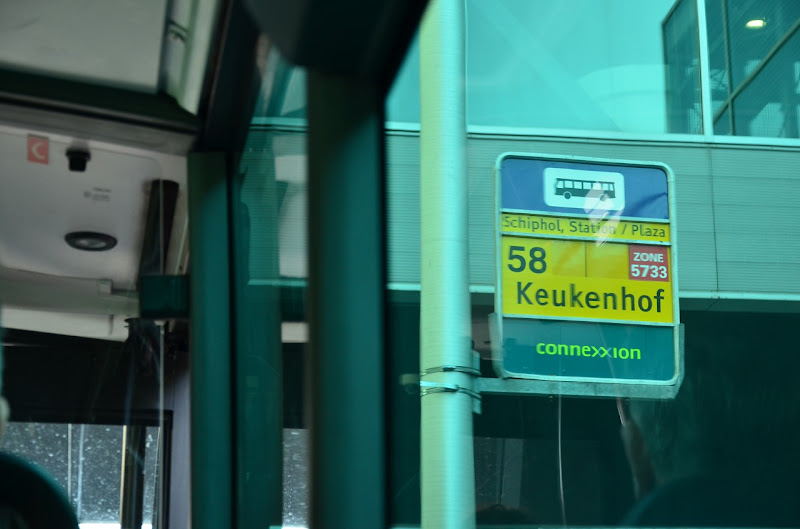 Schiphol, Station / Plaza
58
ZONE
5733
Keukenhof
connexxion